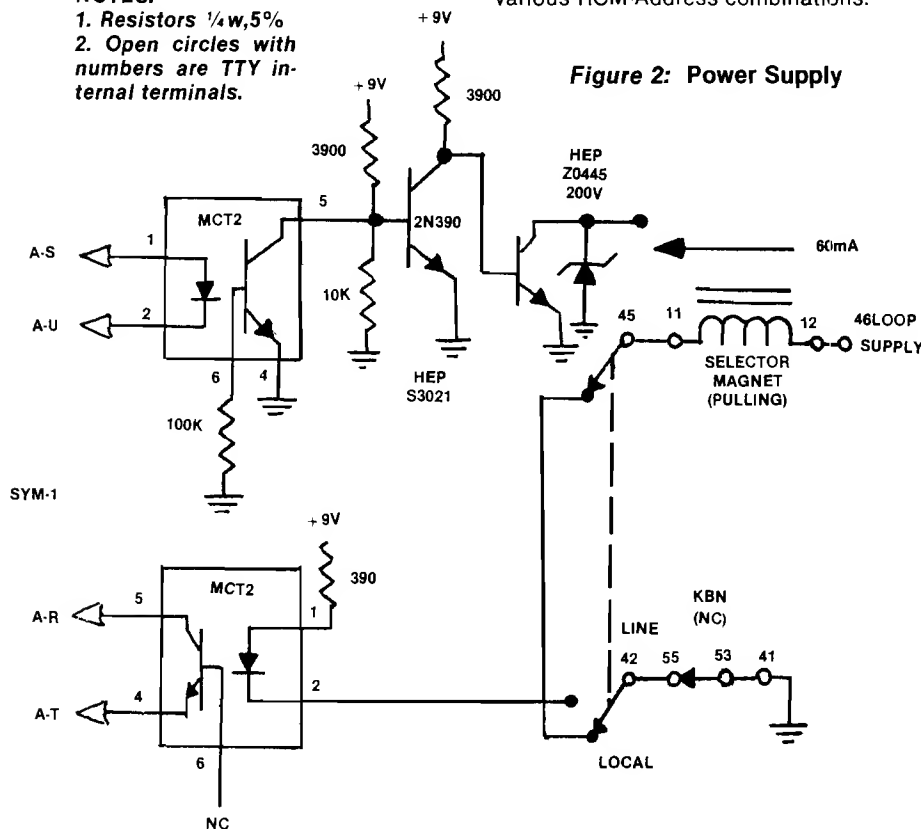 1. Resistors ¼w,5%
2. Open circles with
numbers are TTY in-
ternal terminals.
various ROM Address combinations.
Figure 2: Power Supply
+9V
3900
+9V
3900
HEP
Z0445
200V
MCT2
5
2N390
60mA
A-S
1
A-U
2
10K
6
4
HEP
S3021
45
11
12
46LOOP
SUPPLY
SELECTOR
MAGNET
(PULLING)
100K
SYM-1
+9V
390
MCT2
A-R
5
1
2
A-T
4
6
NC
KBN
(NC)
LINE
42
55
53
41
LOCAL